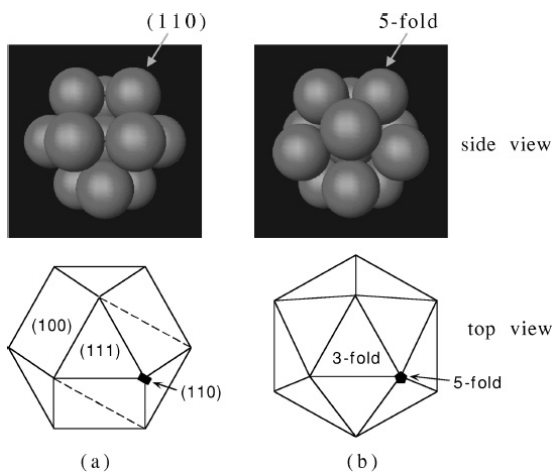 (110)
5-fold
side view
(100)
(111)
(110)
3-fold
5-fold
top view
(a)
(b)